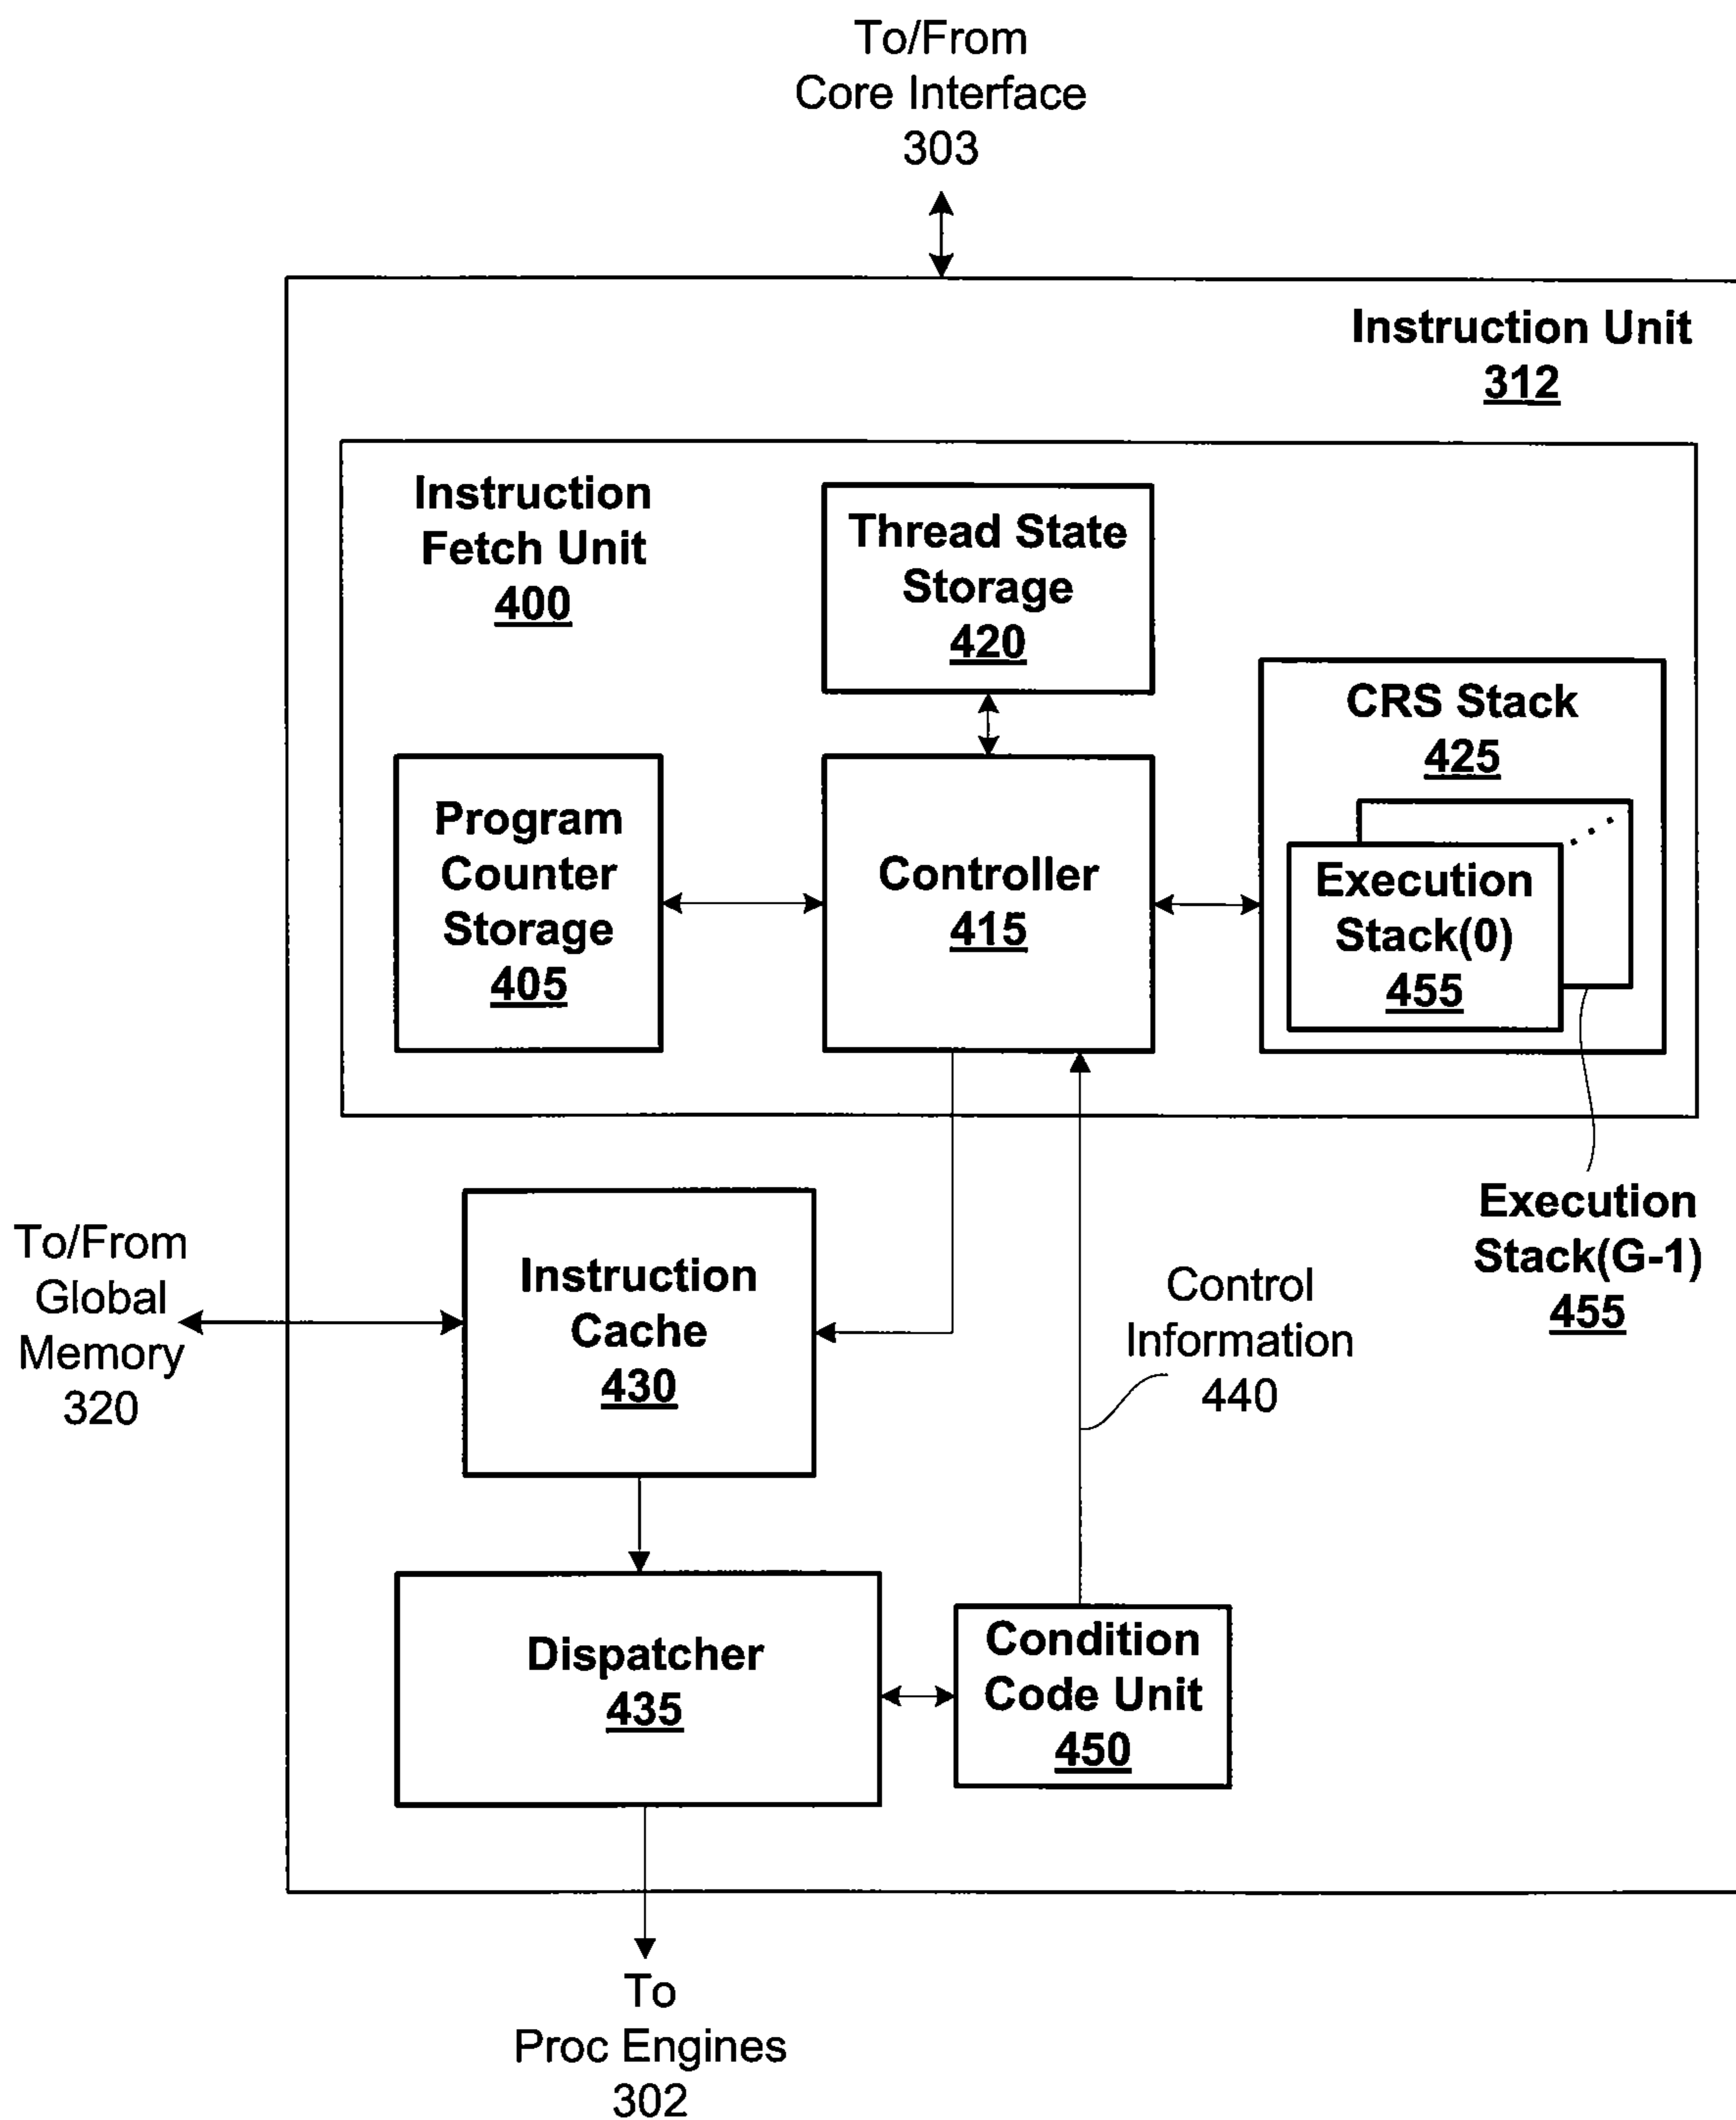 To/From
Core Interface
303
Instruction Unit
312
Instruction
Fetch Unit
400
Thread State
Storage
420
CRS Stack
425
Program
Counter
Storage
405
Controller
415
Execution
Stack(0)
455
Execution
Stack(G-1)
455
To/From
Global
Memory
320
Instruction
Cache
430
Control
Information
440
Dispatcher
435
Condition
Code Unit
450
To
Proc Engines
302